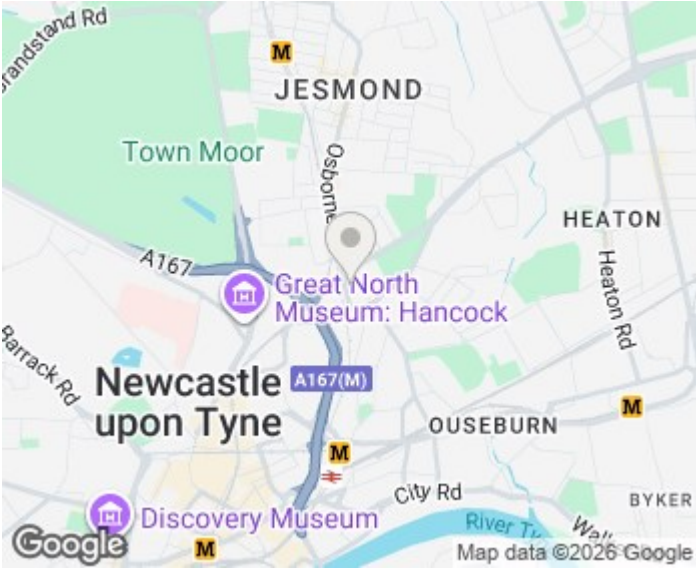 Grandstand Rd
M
JESMOND
Town Moor
Osborne
HEATON
A167
Great North
Museum: Hancock
Heaton Rd
Barrack Rd
Newcastle
upon Tyne
A167(M)
M
OUSEBURN
M
City Rd
BYKER
Discovery Museum
River
M
Google
Map data ©2026 Google